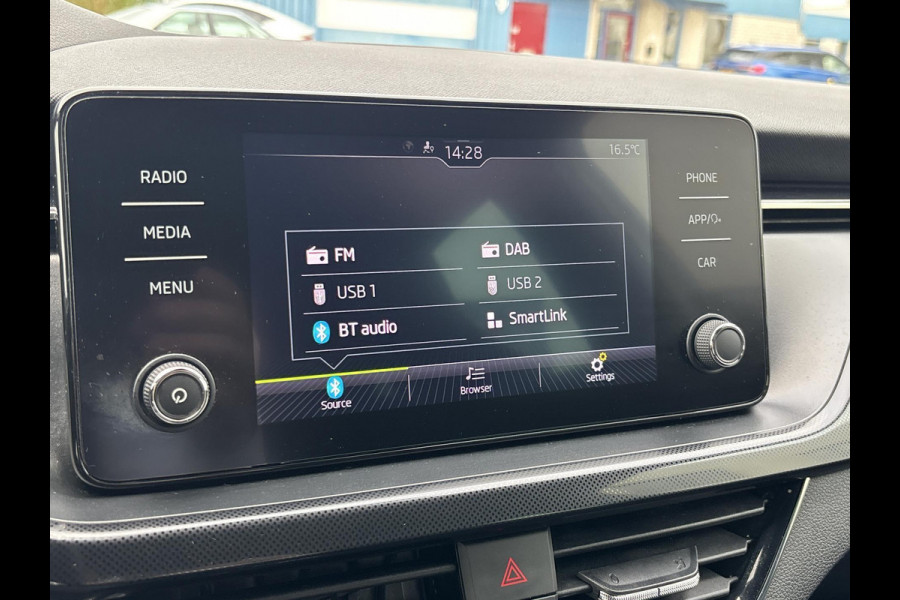 14:28
16.5°C
RADIO
MEDIA
MENU
FM
DAB
USB 1
USB 2
BT audio
SmartLink
Source
Browser
Settings
PHONE
APP/
CAR